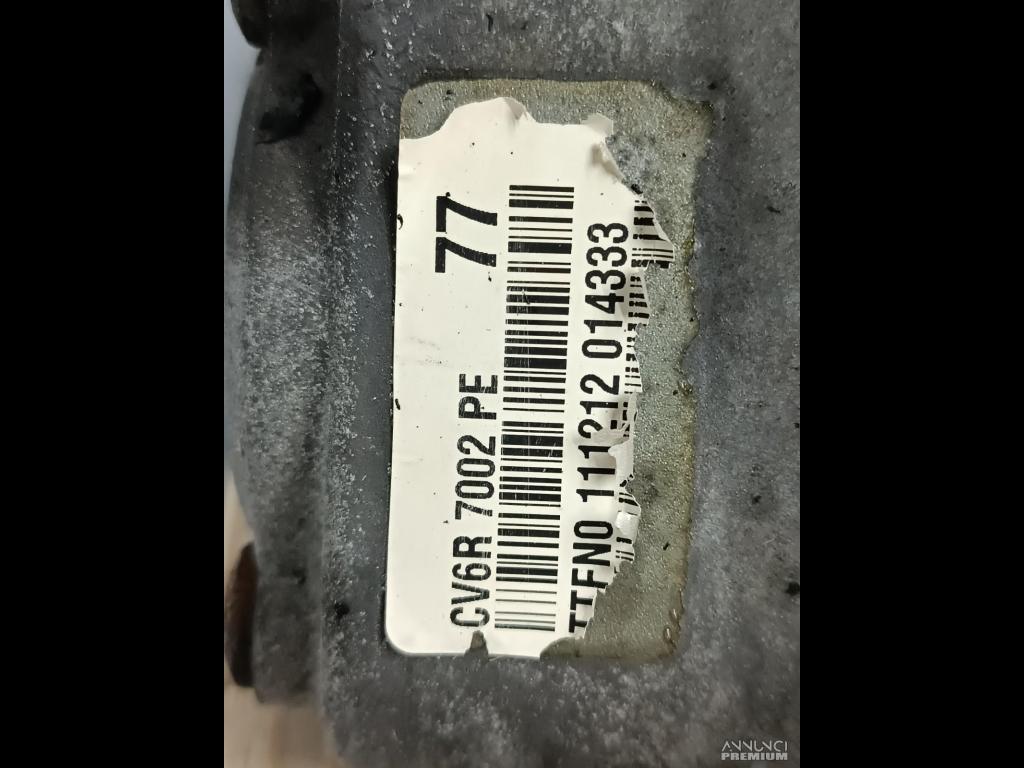 77
CV6R 7002 PE
TTFN0 111212 014333
ANNUNCI
PREMIUM